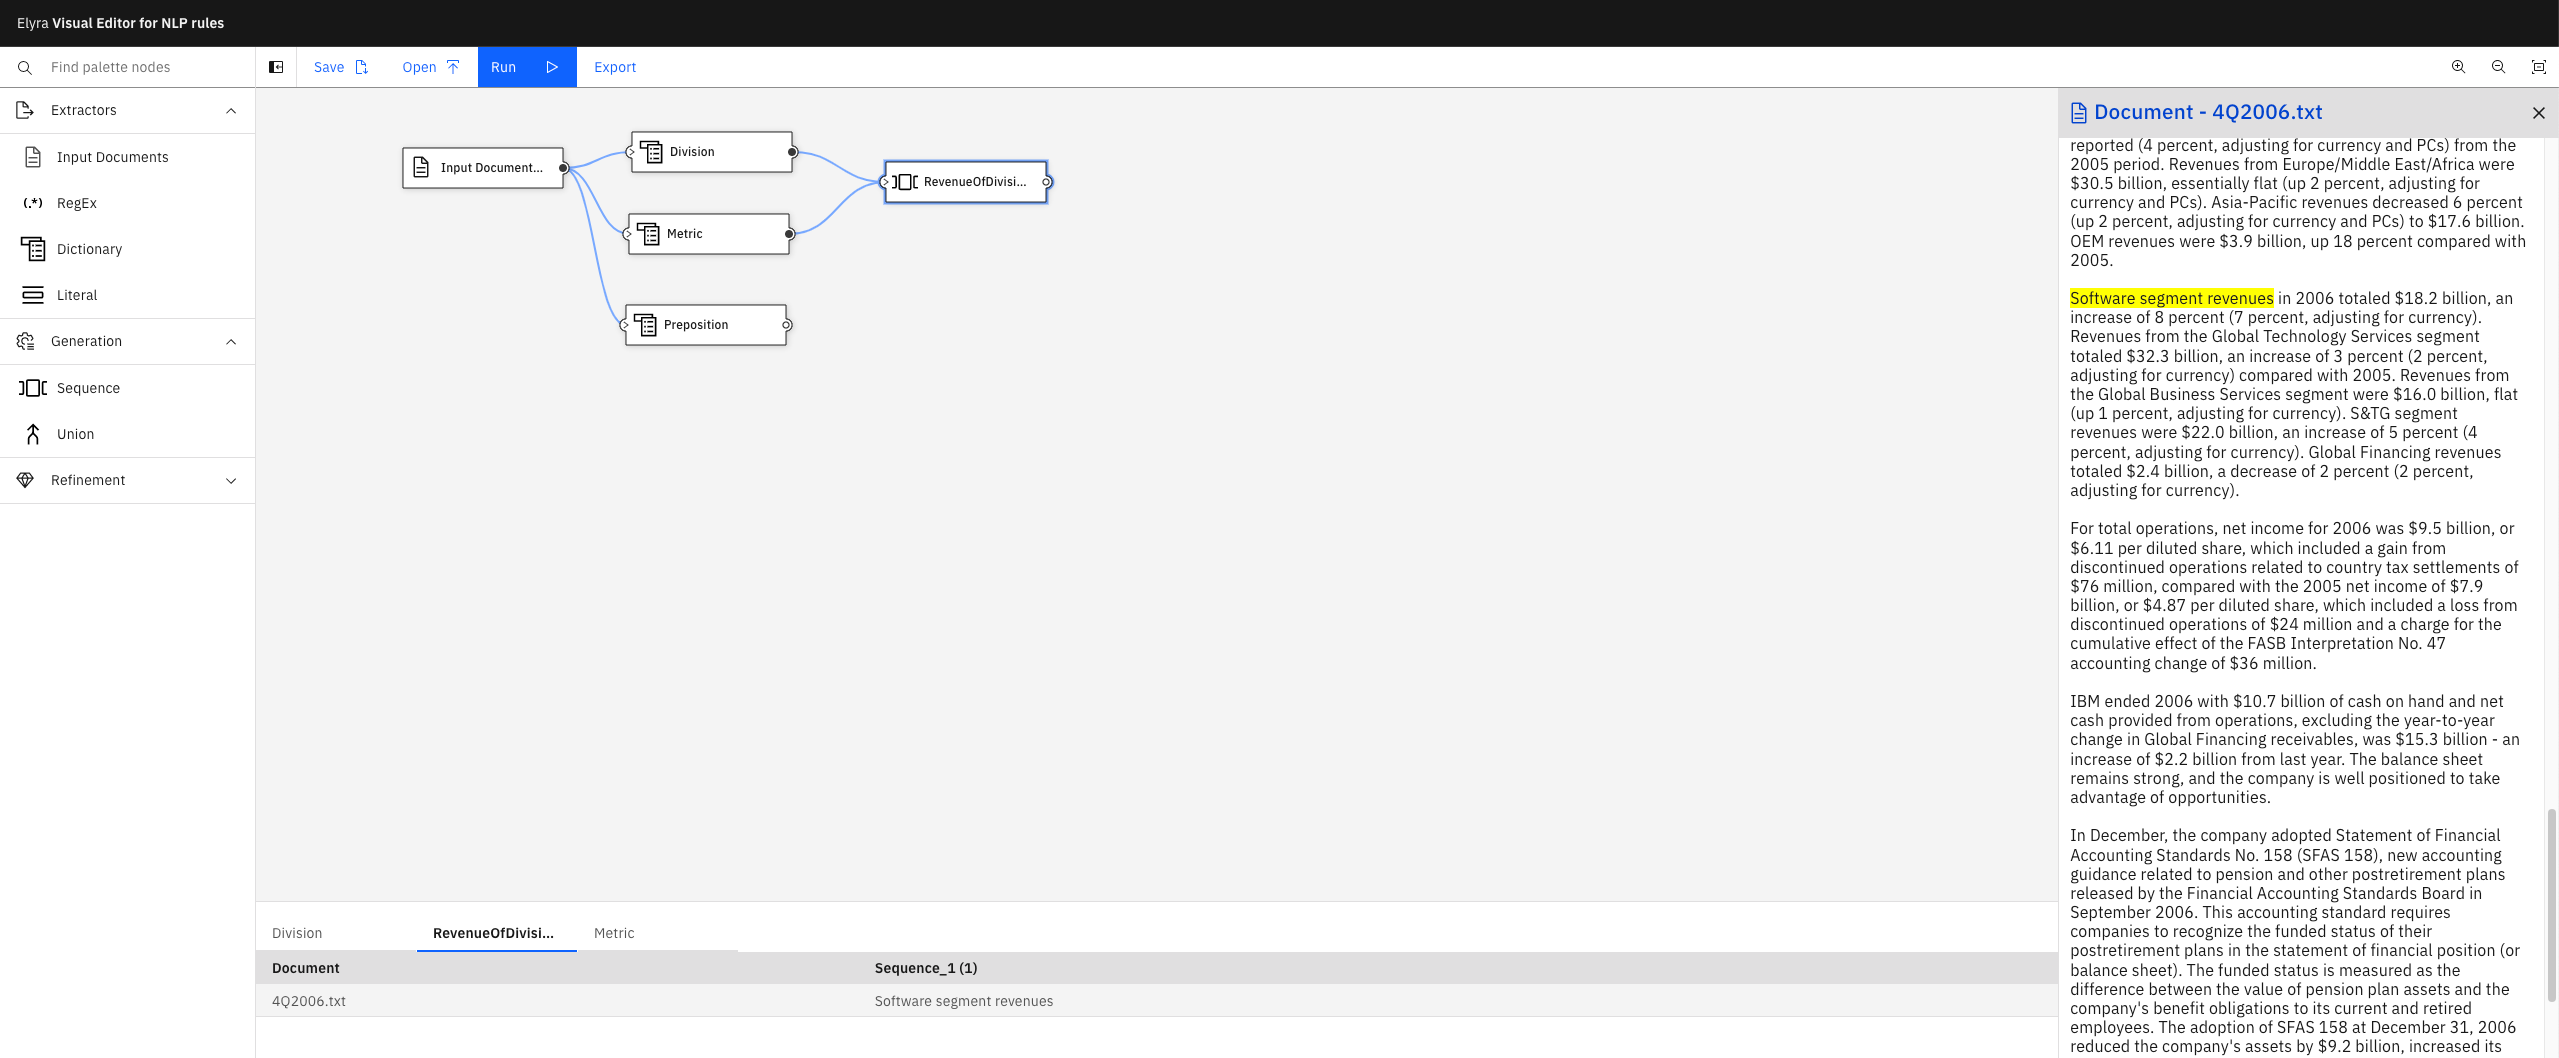 Elyra Visual Editor for NLP rules
Find palette nodes
Save
Open
Run
Export
Extractors
Input Documents
(.*) RegEx
Dictionary
Literal
Generation
Sequence
Union
Refinement
Input Document...
Division
Metric
Preposition
RevenueOfDivisi...
Division
RevenueOfDivisi...
Metric
Document
Sequence_1 (1)
4Q2006.txt
Software segment revenues
Document - 4Q2006.txt
reported (4 percent, adjusting for currency and PCs) from the
2005 period. Revenues from Europe/Middle East/Africa were
$30.5 billion, essentially flat (up 2 percent, adjusting for
currency and PCs). Asia-Pacific revenues decreased 6 percent
(up 2 percent, adjusting for currency and PCs) to $17.6 billion.
OEM revenues were $3.9 billion, up 18 percent compared with
2005.
Software segment revenues in 2006 totaled $18.2 billion, an
increase of 8 percent (7 percent, adjusting for currency).
Revenues from the Global Technology Services segment
totaled $32.3 billion, an increase of 3 percent (2 percent,
adjusting for currency) compared with 2005. Revenues from
the Global Business Services segment were $16.0 billion, flat
(up 1 percent, adjusting for currency). S&TG segment
revenues were $22.0 billion, an increase of 5 percent (4
percent, adjusting for currency). Global Financing revenues
totaled $2.4 billion, a decrease of 2 percent (2 percent,
adjusting for currency).
For total operations, net income for 2006 was $9.5 billion, or
$6.11 per diluted share, which included a gain from
discontinued operations related to country tax settlements of
$76 million, compared with the 2005 net income of $7.9
billion, or $4.87 per diluted share, which included a loss from
discontinued operations of $24 million and a charge for the
cumulative effect of the FASB Interpretation No. 47
accounting change of $36 million.
IBM ended 2006 with $10.7 billion of cash on hand and net
cash provided from operations, excluding the year-to-year
change in Global Financing receivables, was $15.3 billion - an
increase of $2.2 billion from last year. The balance sheet
remains strong, and the company is well positioned to take
advantage of opportunities.
In December, the company adopted Statement of Financial
Accounting Standards No. 158 (SFAS 158), new accounting
guidance related to pension and other postretirement plans
released by the Financial Accounting Standards Board in
September 2006. This accounting standard requires
companies to recognize the funded status of their
postretirement plans in the statement of financial position (or
balance sheet). The funded status is measured as the
difference between the value of pension plan assets and the
company's benefit obligations to its current and retired
employees. The adoption of SFAS 158 at December 31, 2006
reduced the company's assets by $9.2 billion, increased its